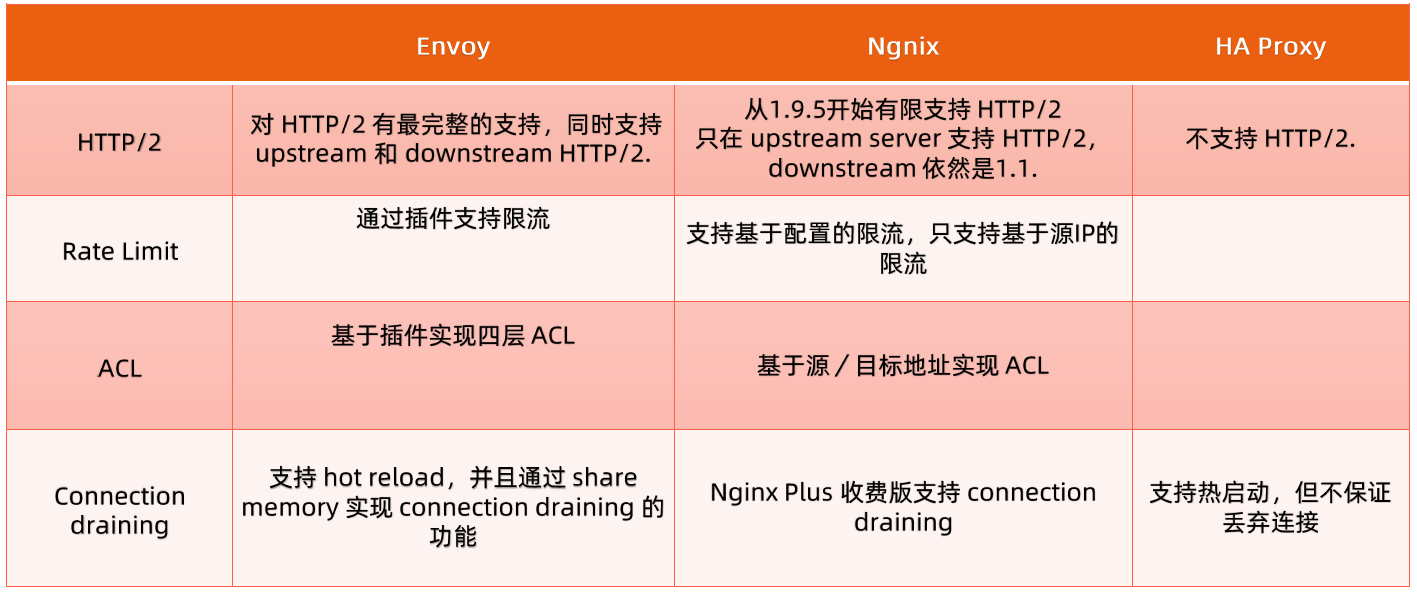 Envoy
Ngnix
HA Proxy
HTTP/2
对 HTTP/2 有最完整的支持，同时支持
upstream 和 downstream HTTP/2.
从1.9.5开始有限支持 HTTP/2
只在 upstream server 支持 HTTP/2，
downstream 依然是1.1.
不支持 HTTP/2.
Rate Limit
通过插件支持限流
支持基于配置的限流，只支持基于源IP的
限流
ACL
基于插件实现四层 ACL
基于源／目标地址实现 ACL
Connection
draining
支持 hot reload，并且通过 share
memory 实现 connection draining 的
功能
Nginx Plus 收费版支持 connection
draining
支持热启动，但不保证
丢弃连接